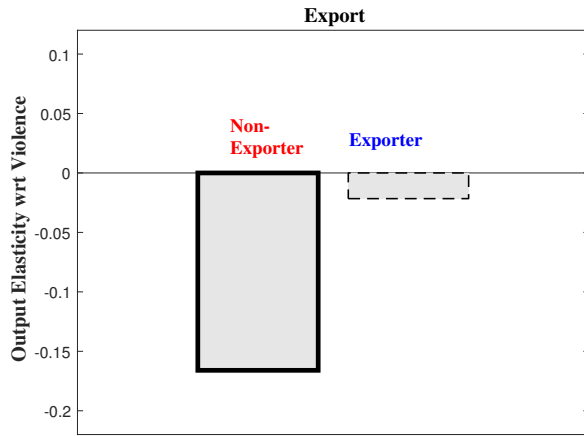 Export
Output Elasticity wrt Violence
0.1
0.05
0
-0.05
-0.1
-0.15
-0.2
Non-
Exporter
Exporter